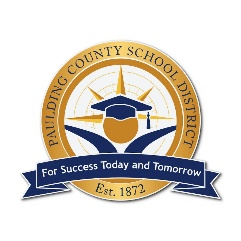 PAULDING COUNTY SCHOOL DISTRICT
For Success Today and Tomorrow
Est. 1872